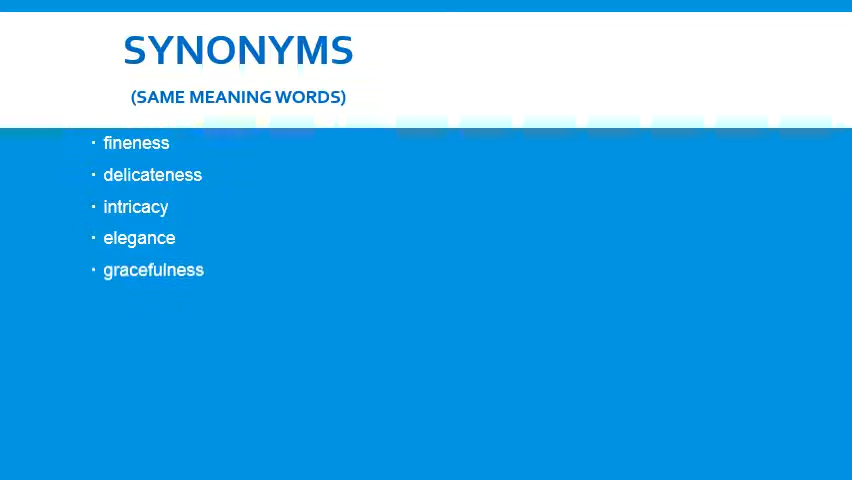 SYNONYMS
(SAME MEANING WORDS)
· fineness
· delicateness
· intricacy
· elegance
· gracefulness